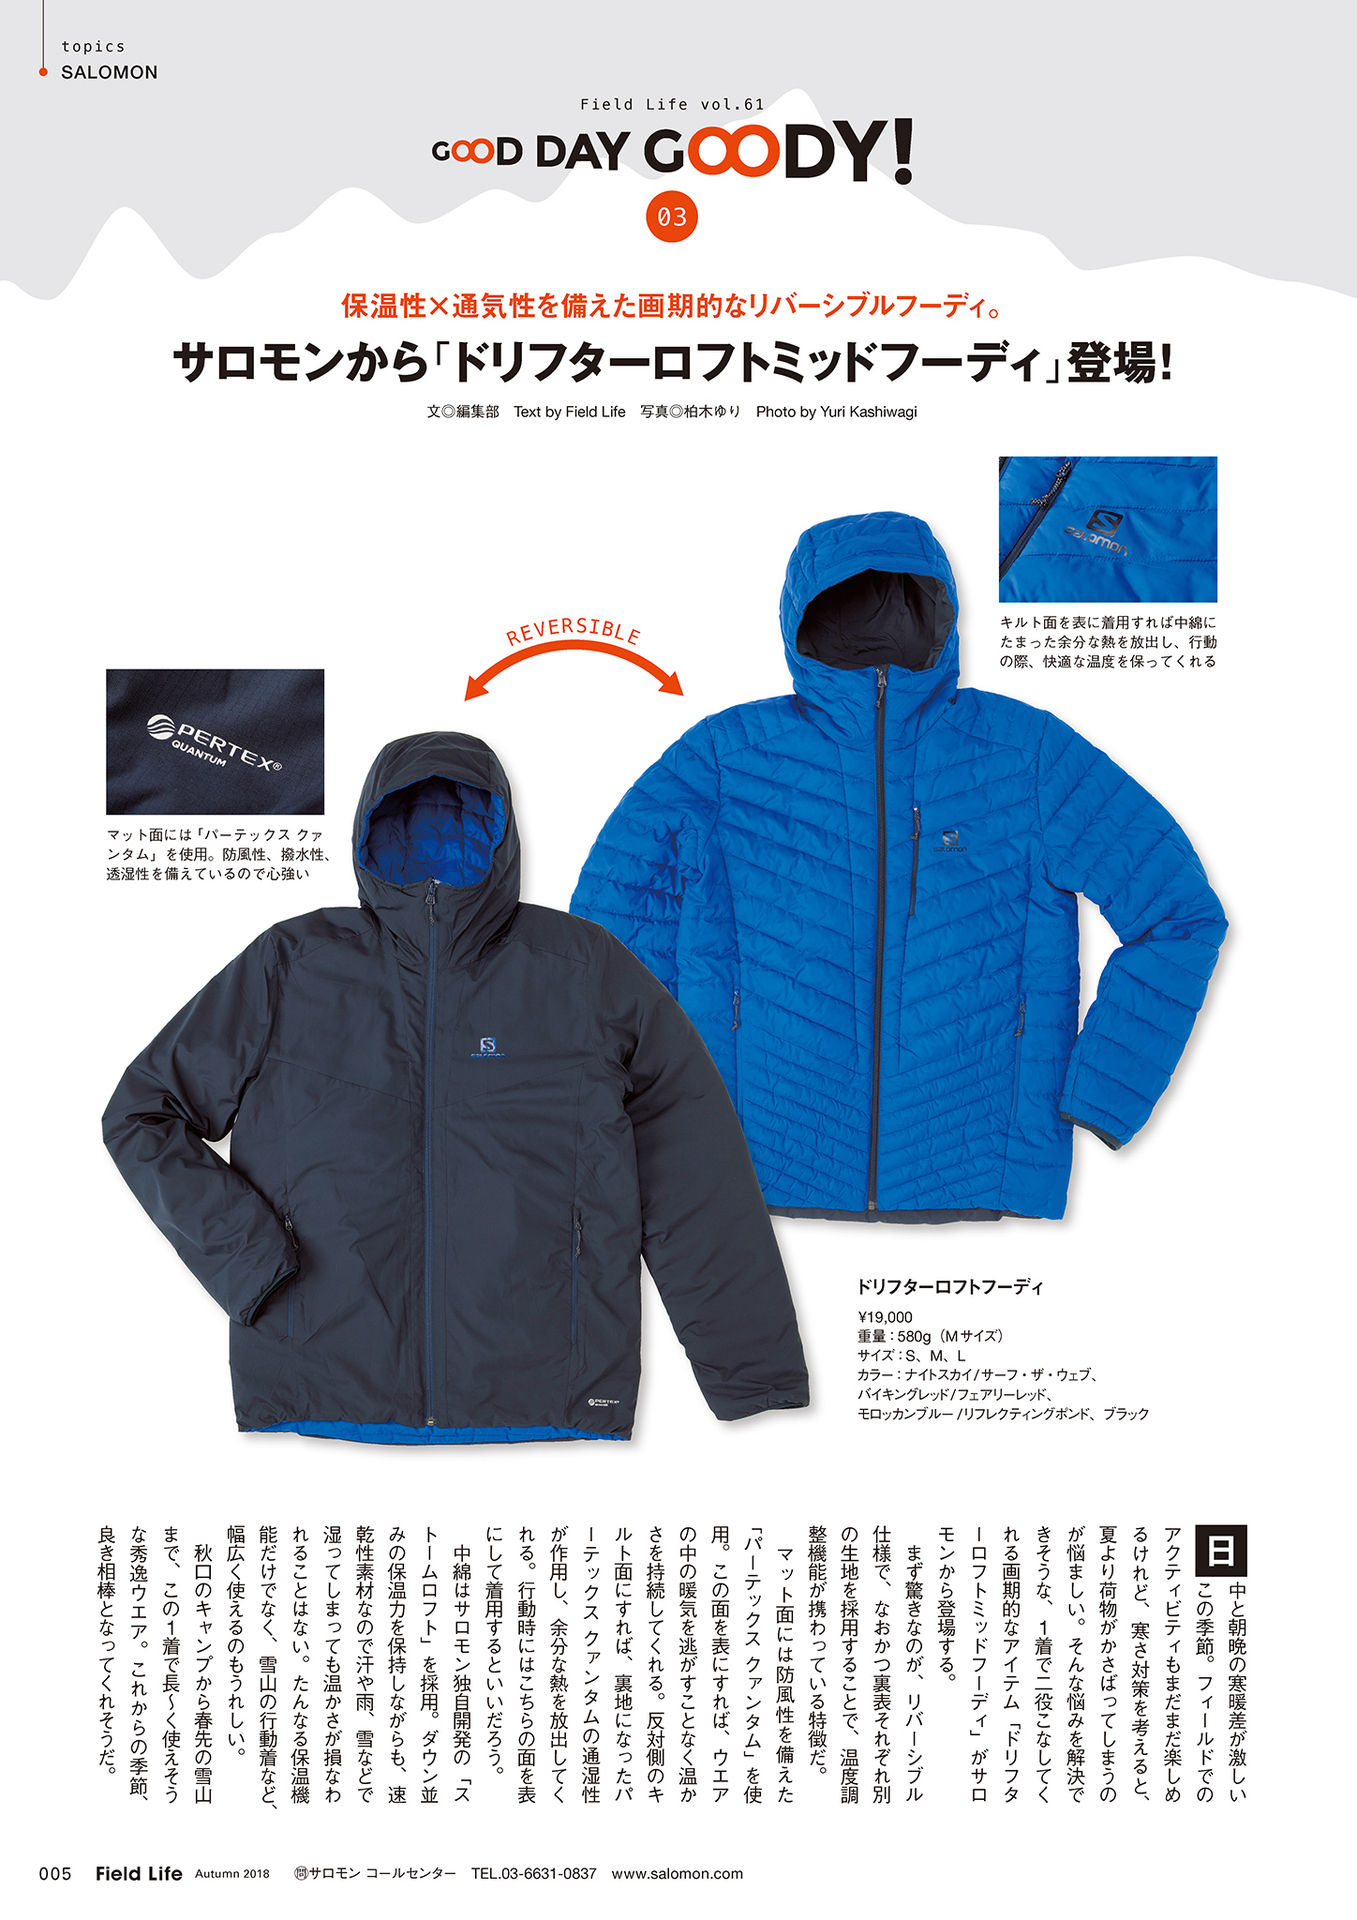 topics
SALOMON
Field Life vol.61
GOOD DAY GOODY!
03
保温性×通気性を備えた画期的なリバーシブルフーディ。
サロモンから「ドリフターロフトミッドフーディ」登場!
文◎編集部　Text by Field Life　写真◎柏木ゆり　Photo by Yuri Kashiwagi
salomon
キルト面を表に着用すれば中綿に
たまった余分な熱を放出し、行動
の際、快適な温度を保ってくれる
REVERSIBLE
PERTEX®
QUANTUM
マット面には「パーテックス クァ
ンタム」を使用。防風性、撥水性、
透湿性を備えているので心強い
salomon
salomon
PERTEX
ドリフターロフトフーディ
¥19,000
重量：580g（Mサイズ）
サイズ：S、M、L
カラー：ナイトスカイ/サーフ・ザ・ウェブ、
バイキングレッド/フェアリーレッド、
モロッカンブルー/リフレクティングポンド、ブラック
日中と朝晩の寒暖差が激しい
この季節。フィールドでの
アクティビティもまだまだ楽しめ
るけれど、寒さ対策を考えると、
夏より荷物がかさばってしまうの
が悩ましい。そんな悩みを解決で
きそうな、1着で二役こなしてく
れる画期的なアイテム「ドリフタ
ーロフトミッドフーディ」がサロ
モンから登場する。
まず驚きなのが、リバーシブル
仕様で、なおかつ裏表それぞれ別
の生地を採用することで、温度調
整機能が携わっている特徴だ。
マット面には防風性を備えた
「パーテックス クァンタム」を使
用。この面を表にすれば、ウエア
の中の暖気を逃がすことなく温か
さを持続してくれる。反対側のキ
ルト面にすれば、裏地になったパ
ーテックス クァンタムの通湿性
が作用し、余分な熱を放出してく
れる。行動時にはこちらの面を表
にして着用するといいだろう。
中綿はサロモン独自開発の「ス
トームロフト」を採用。ダウン並
みの保温力を保持しながらも、速
乾性素材なので汗や雨、雪などで
湿ってしまっても温かさが損なわ
れることはない。たんなる保温機
能だけでなく、雪山の行動着など、
幅広く使えるのもうれしい。
秋口のキャンプから春先の雪山
まで、この1着で長〜く使えそう
な秀逸ウエア。これからの季節、
良き相棒となってくれそうだ。
005 Field Life Autumn 2018 ㉄サロモン コールセンター TEL.03-6631-0837 www.salomon.com